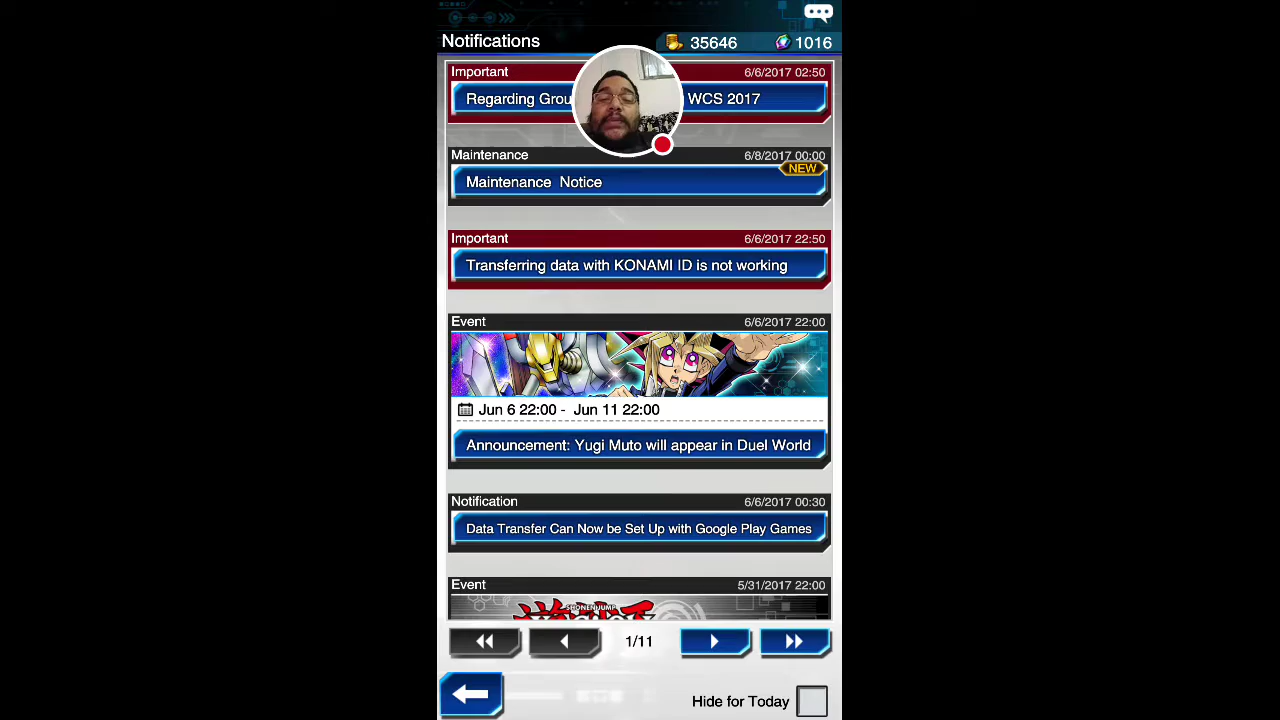 Notifications
35646
1016
Important
6/6/2017 02:50
Regarding Grou WCS 2017
Maintenance
6/8/2017 00:00
NEW
Maintenance Notice
Important
6/6/2017 22:50
Transferring data with KONAMI ID is not working
Event
6/6/2017 22:00
Jun 6 22:00 - Jun 11 22:00
Announcement: Yugi Muto will appear in Duel World
Notification
6/6/2017 00:30
Data Transfer Can Now be Set Up with Google Play Games
Event
5/31/2017 22:00
SHONEN JUMP
1/11
Hide for Today